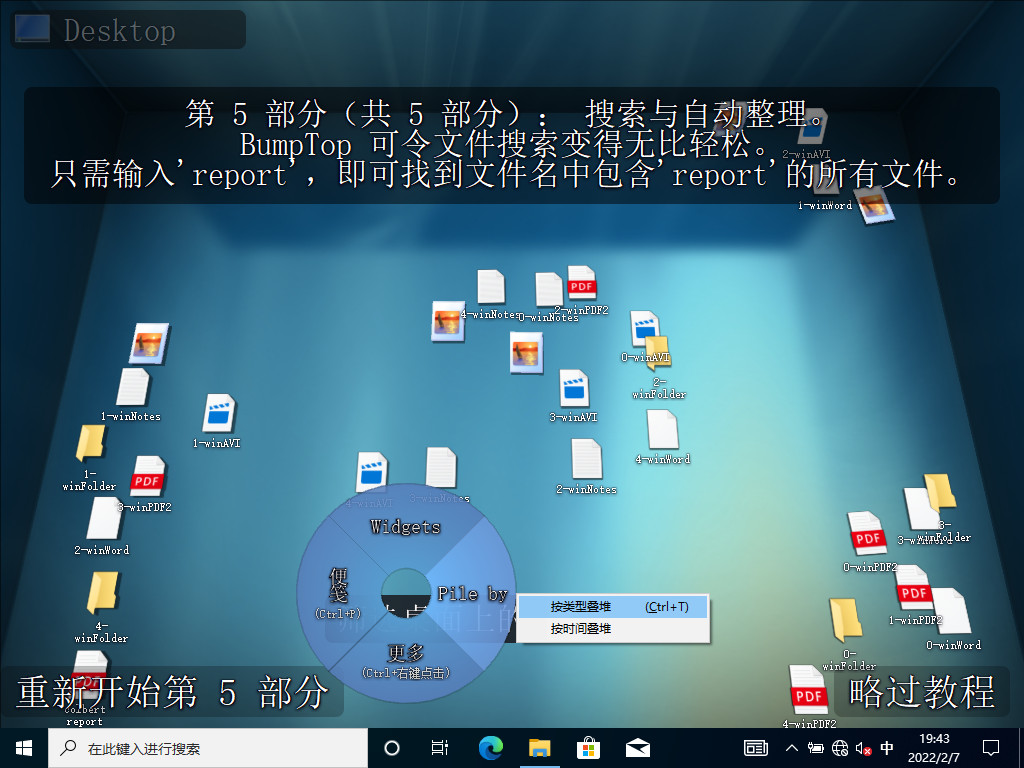 Desktop
第 5 部分（共 5 部分）： 搜索与自动整理。
BumpTop 可令文件搜索变得无比轻松。
只需输入'report'，即可找到文件名中包含'report'的所有文件。
2-winAVI
1-winWord
4-winNotes
0-winNotes
2-winPDF2
0-winAVI
2-
winFolder
1-winNotes
3-winAVI
1-winAVI
4-winWord
1-
winFolder
2-winNotes
3-winPDF2
4-winAVI
Widgets
2-winWord
3-
winFolder
3-winWord
0-winPDF2
便
笺
(Ctrl+P)
Pile by
按类型叠堆 (Ctrl+T)
按时间叠堆
更多
(Ctrl+右键点击)
4-
winFolder
1-winPDF2
0-winWord
0-
winFolder
重新开始第 5 部分
colbert
report
略过教程
4-winPDF2
在此键入进行搜索
中
19:43
2022/2/7
PDF
PDF
PDF
PDF
PDF